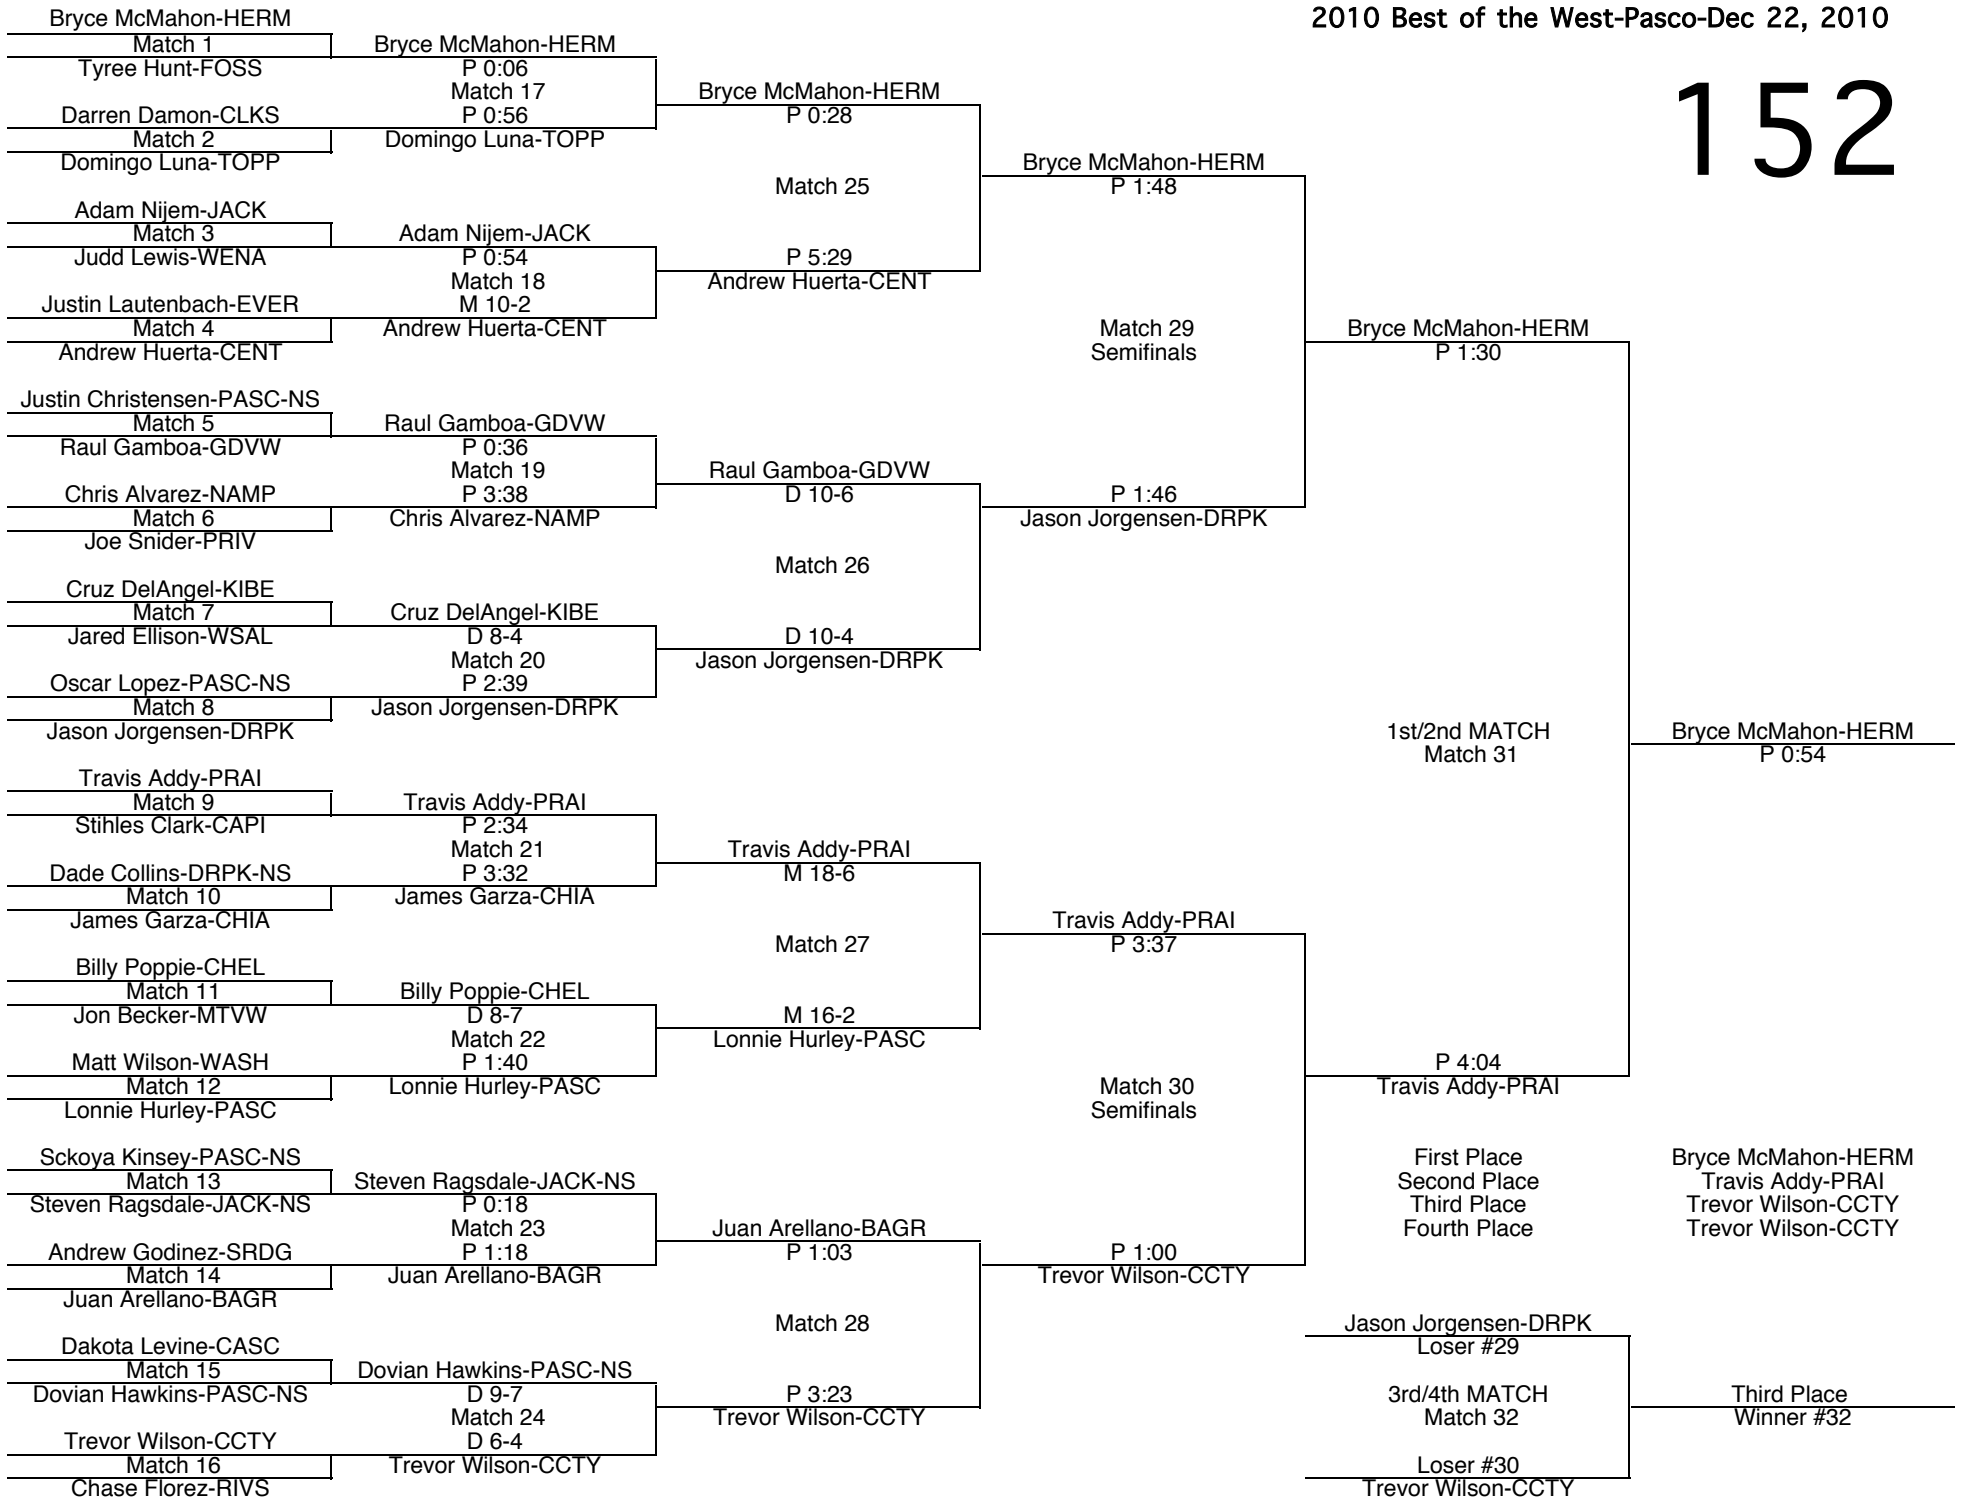 2010 Best of the West-Pasco-Dec 22, 2010
152
Bryce McMahon-HERM
Match 1
Tyree Hunt-FOSS
Darren Damon-CLKS
Match 2
Domingo Luna-TOPP
Adam Nijem-JACK
Match 3
Judd Lewis-WENA
Justin Lautenbach-EVER
Match 4
Andrew Huerta-CENT
Justin Christensen-PASC-NS
Match 5
Raul Gamboa-GDVW
Chris Alvarez-NAMP
Match 6
Joe Snider-PRIV
Cruz DelAngel-KIBE
Match 7
Jared Ellison-WSAL
Oscar Lopez-PASC-NS
Match 8
Jason Jorgensen-DRPK
Travis Addy-PRAI
Match 9
Stihles Clark-CAPI
Dade Collins-DRPK-NS
Match 10
James Garza-CHIA
Billy Poppie-CHEL
Match 11
Jon Becker-MTVW
Matt Wilson-WASH
Match 12
Lonnie Hurley-PASC
Sckoya Kinsey-PASC-NS
Match 13
Steven Ragsdale-JACK-NS
Andrew Godinez-SRDG
Match 14
Juan Arellano-BAGR
Dakota Levine-CASC
Match 15
Dovian Hawkins-PASC-NS
Trevor Wilson-CCTY
Match 16
Chase Florez-RIVS
Bryce McMahon-HERM
P 0:06
Match 17
P 0:56
Domingo Luna-TOPP
Adam Nijem-JACK
P 0:54
Match 18
M 10-2
Andrew Huerta-CENT
Raul Gamboa-GDVW
P 0:36
Match 19
P 3:38
Chris Alvarez-NAMP
Cruz DelAngel-KIBE
D 8-4
Match 20
P 2:39
Jason Jorgensen-DRPK
Travis Addy-PRAI
P 2:34
Match 21
P 3:32
James Garza-CHIA
Billy Poppie-CHEL
D 8-7
Match 22
P 1:40
Lonnie Hurley-PASC
Steven Ragsdale-JACK-NS
P 0:18
Match 23
P 1:18
Juan Arellano-BAGR
Dovian Hawkins-PASC-NS
D 9-7
Match 24
D 6-4
Trevor Wilson-CCTY
Bryce McMahon-HERM
P 0:28
Match 25
P 5:29
Andrew Huerta-CENT
Raul Gamboa-GDVW
D 10-6
Match 26
D 10-4
Jason Jorgensen-DRPK
Travis Addy-PRAI
M 18-6
Match 27
M 16-2
Lonnie Hurley-PASC
Juan Arellano-BAGR
P 1:03
Match 28
P 3:23
Trevor Wilson-CCTY
Bryce McMahon-HERM
P 1:48
Match 29
Semifinals
P 1:46
Jason Jorgensen-DRPK
Travis Addy-PRAI
P 3:37
Match 30
Semifinals
P 1:00
Trevor Wilson-CCTY
Bryce McMahon-HERM
P 1:30
1st/2nd MATCH
Match 31
P 4:04
Travis Addy-PRAI
Bryce McMahon-HERM
P 0:54
First Place Bryce McMahon-HERM
Second Place Travis Addy-PRAI
Third Place Trevor Wilson-CCTY
Fourth Place Trevor Wilson-CCTY
Jason Jorgensen-DRPK
Loser #29
3rd/4th MATCH
Match 32
Loser #30
Trevor Wilson-CCTY
Third Place
Winner #32